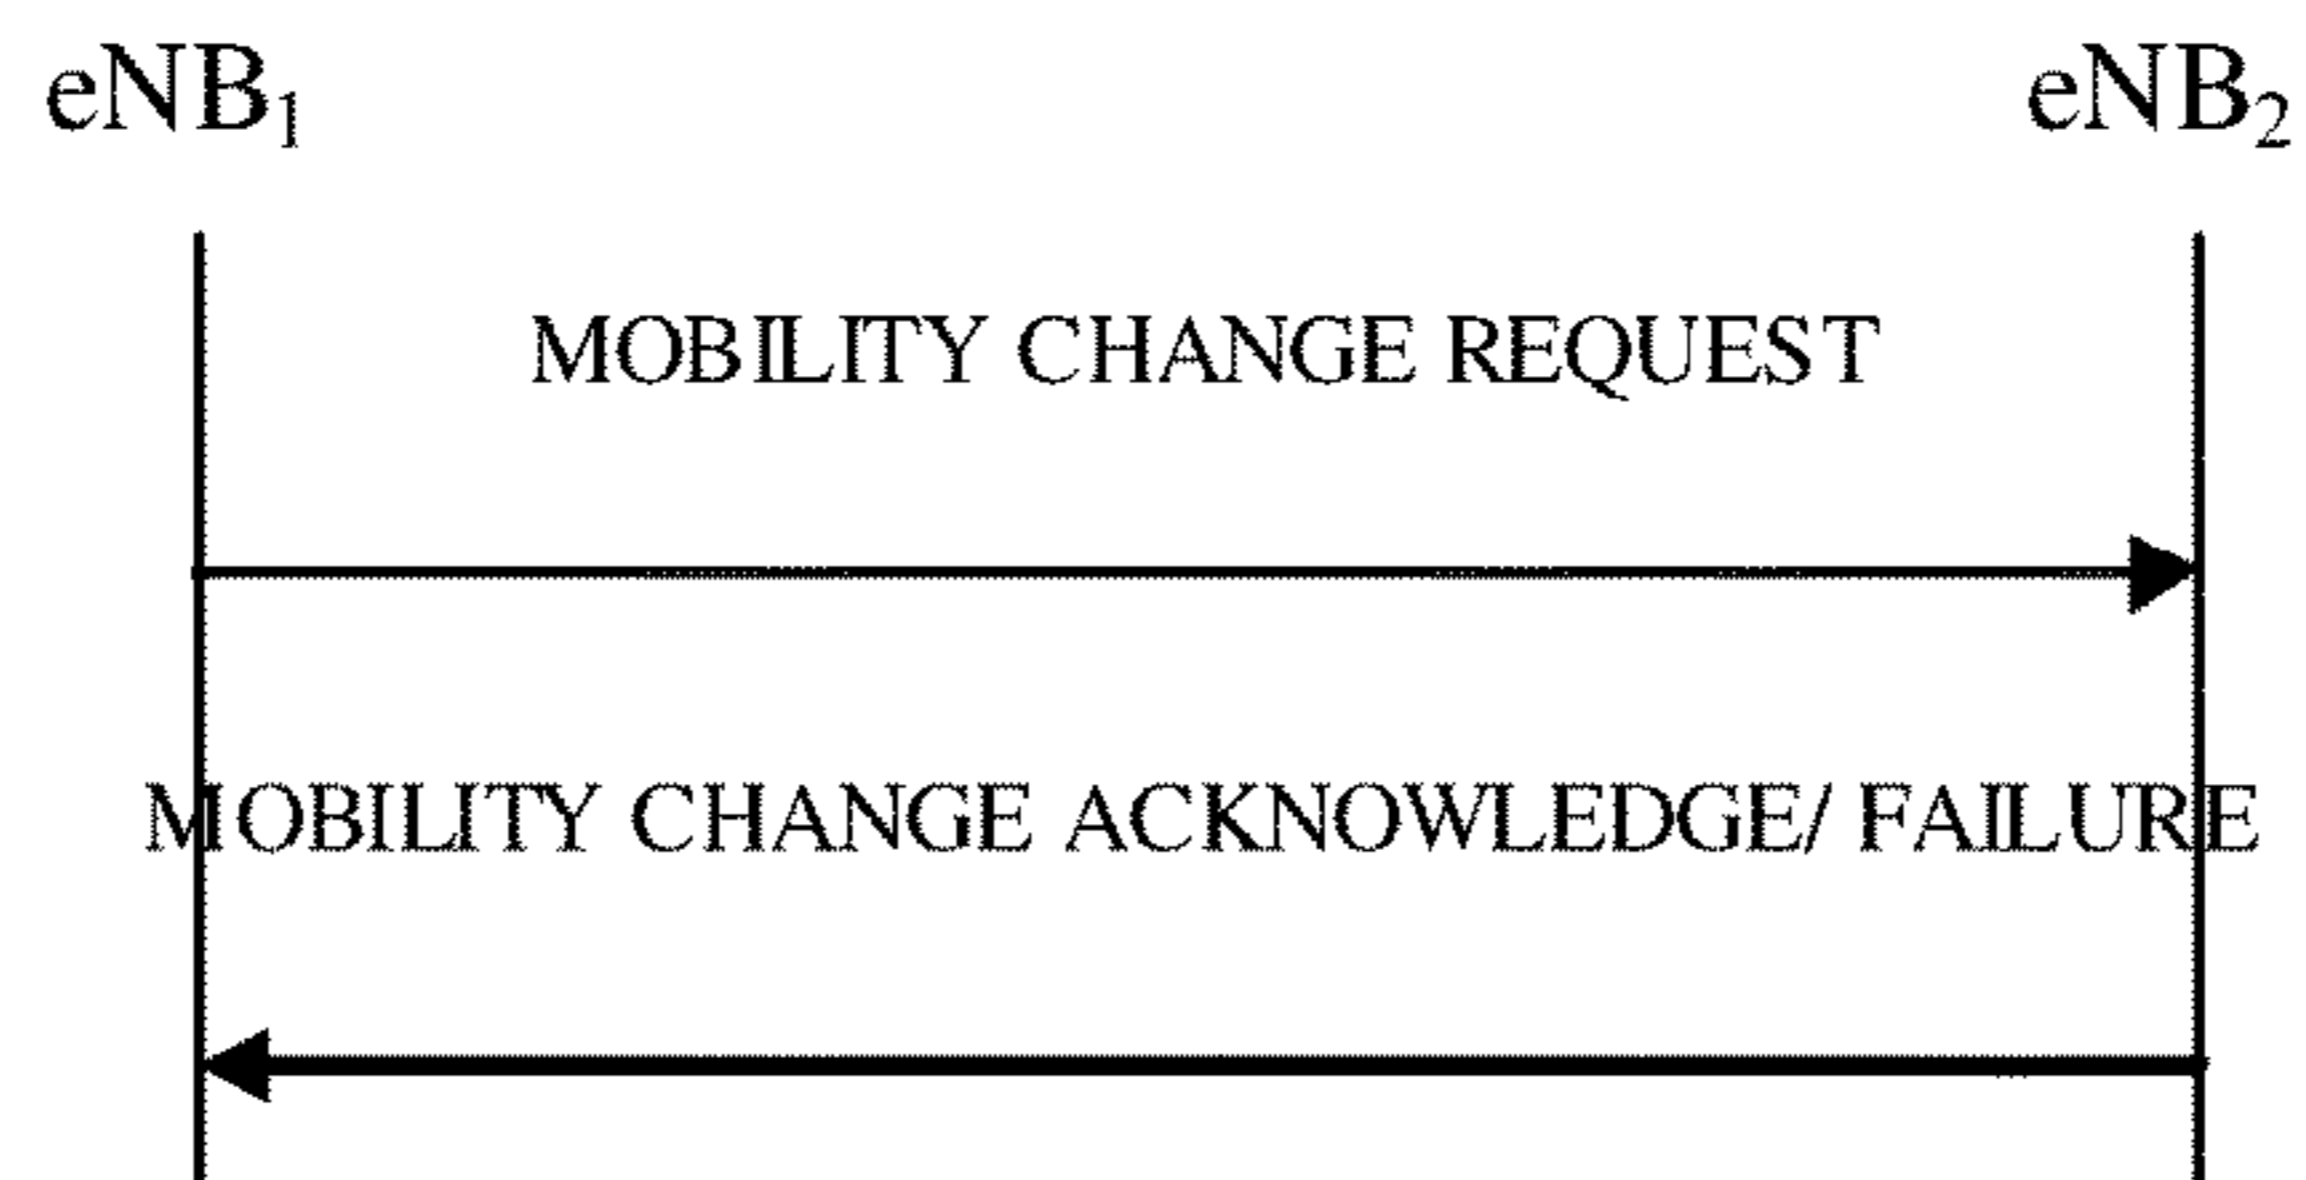 eNB₁ eNB₂
MOBILITY CHANGE REQUEST
MOBILITY CHANGE ACKNOWLEDGE/ FAILURE